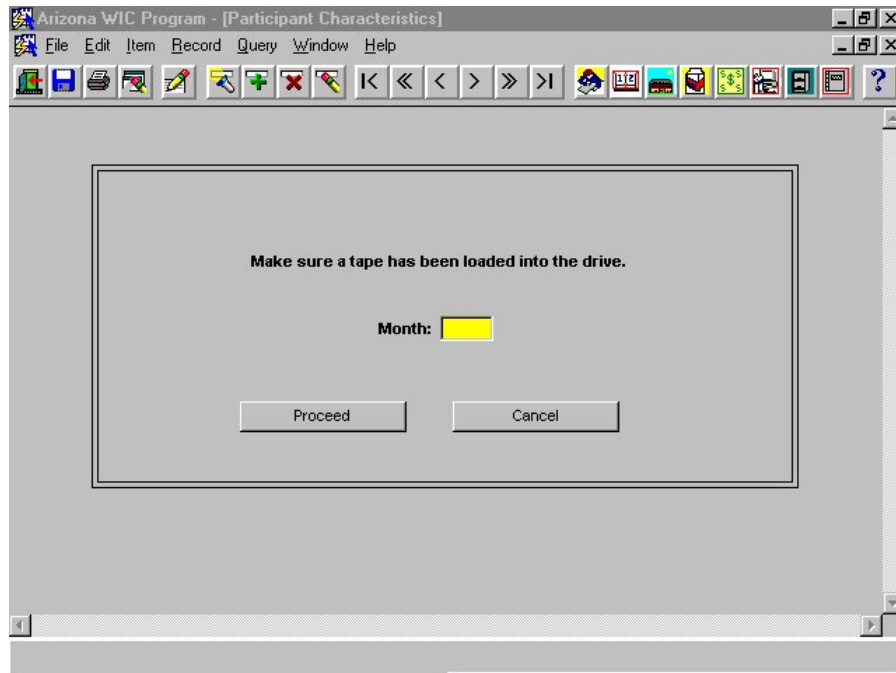 Arizona WIC Program - [Participant Characteristics]
File Edit Item Record Query Window Help
Make sure a tape has been loaded into the drive.
Month:
Proceed Cancel